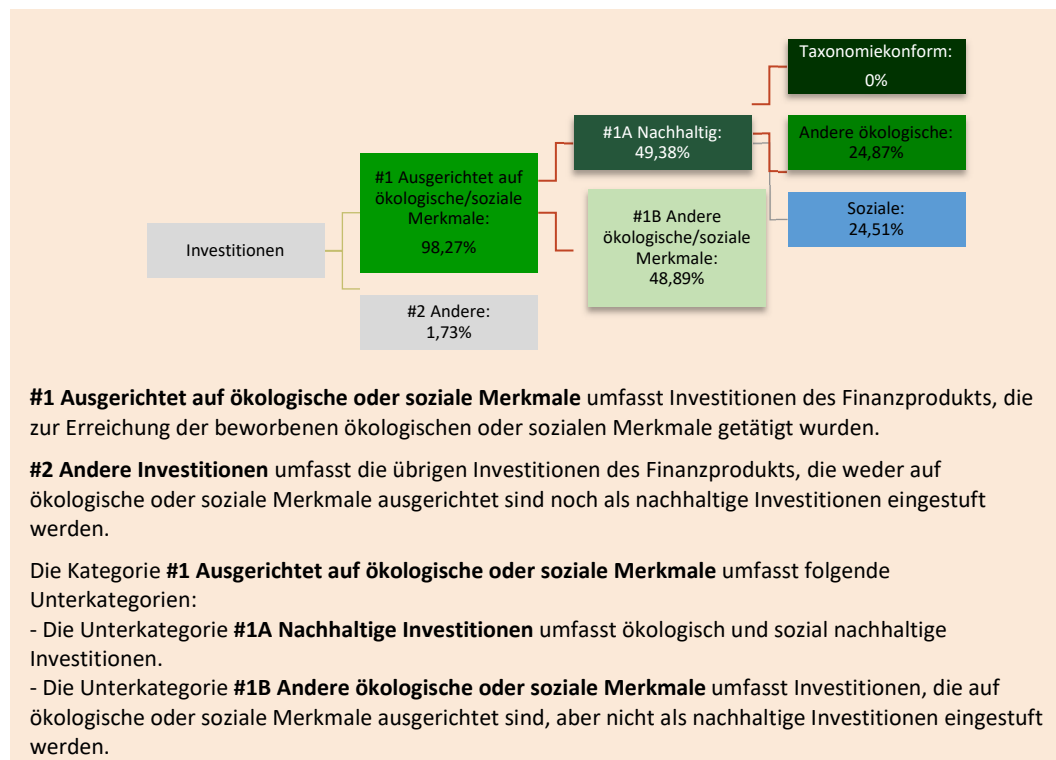 Taxonomiekonform:
0%
#1A Nachhaltig:
49,38%
Andere ökologische:
24,87%
#1 Ausgerichtet auf
ökologische/soziale
Merkmale:
98,27%
#1B Andere
ökologische/soziale
Merkmale:
48,89%
Soziale:
24,51%
Investitionen
#2 Andere:
1,73%
#1 Ausgerichtet auf ökologische oder soziale Merkmale umfasst Investitionen des Finanzprodukts, die
zur Erreichung der beworbenen ökologischen oder sozialen Merkmale getätigt wurden.
#2 Andere Investitionen umfasst die übrigen Investitionen des Finanzprodukts, die weder auf
ökologische oder soziale Merkmale ausgerichtet sind noch als nachhaltige Investitionen eingestuft
werden.
Die Kategorie #1 Ausgerichtet auf ökologische oder soziale Merkmale umfasst folgende
Unterkategorien:
- Die Unterkategorie #1A Nachhaltige Investitionen umfasst ökologisch und sozial nachhaltige
Investitionen.
- Die Unterkategorie #1B Andere ökologische oder soziale Merkmale umfasst Investitionen, die auf
ökologische oder soziale Merkmale ausgerichtet sind, aber nicht als nachhaltige Investitionen eingestuft
werden.